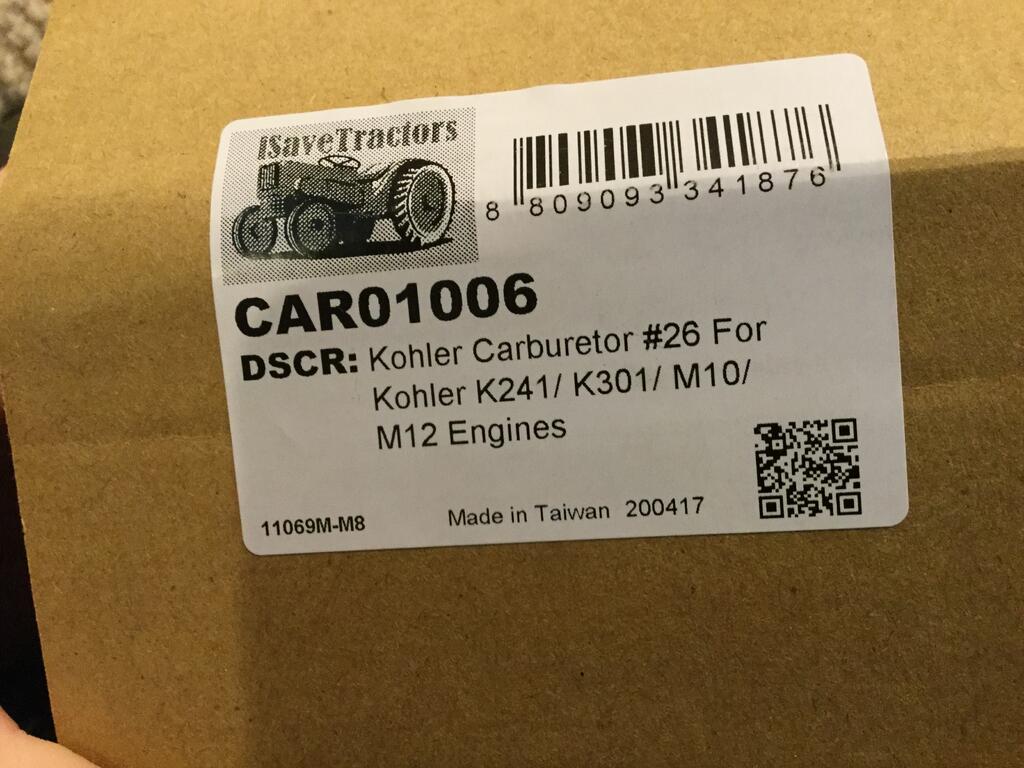 iSaveTractors
8 809093 341876
CAR01006
DSCR: Kohler Carburetor #26 For
Kohler K241/ K301/ M10/
M12 Engines
11069M-M8
Made in Taiwan 200417